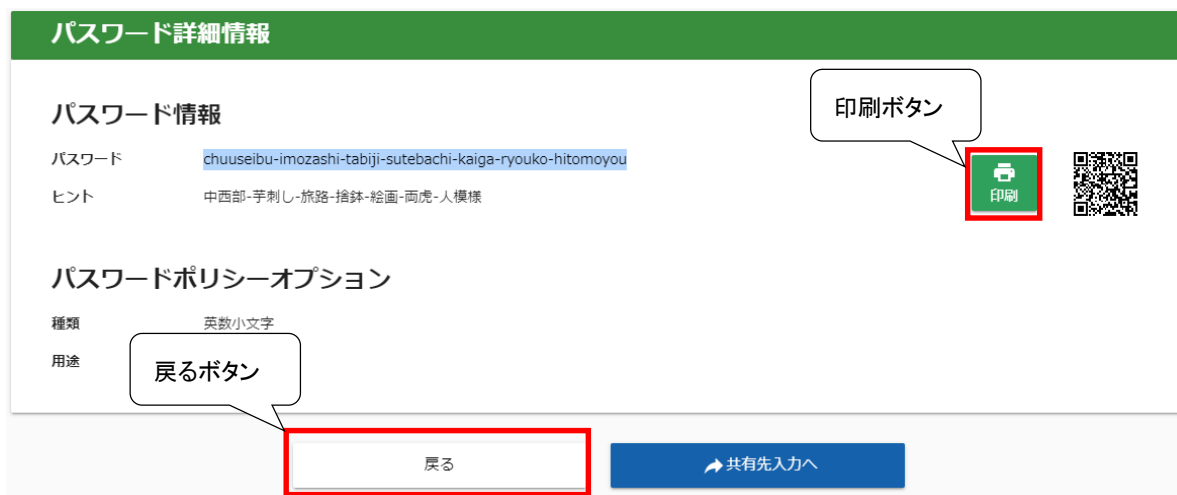 パスワード詳細情報
パスワード情報
印刷ボタン
パスワード chuuseibu-imozashi-tabiji-sutebachi-kaiga-ryouko-hitomoyou
印刷
ヒント 中西部-芋刺し-旅路-捨鉢-絵画-両虎-人模様
パスワードポリシーオプション
種類 英数小文字
用途
戻るボタン
戻る
共有先入力へ